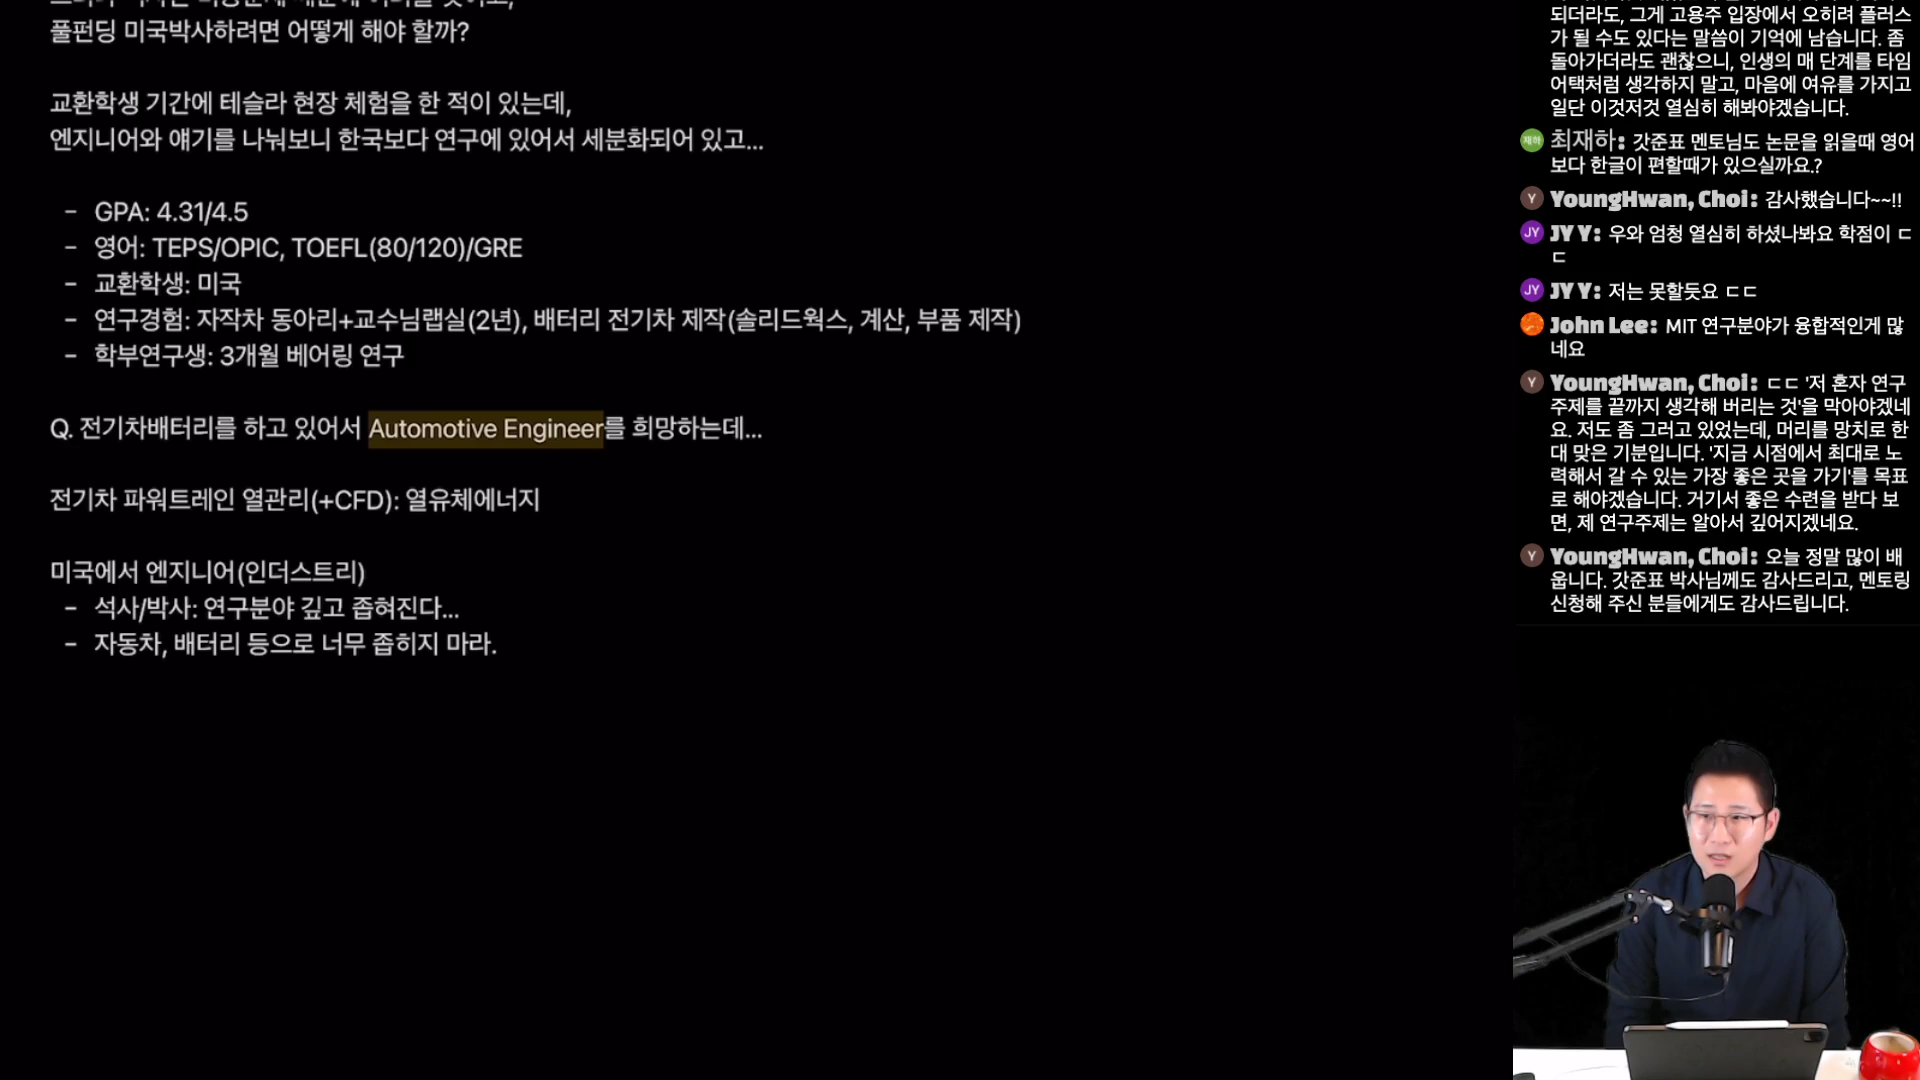 풀펀딩 미국박사하려면 어떻게 해야 할까?
교환학생 기간에 테슬라 현장 체험을 한 적이 있는데,
엔지니어와 얘기를 나눠보니 한국보다 연구에 있어서 세분화되어 있고...
- GPA: 4.31/4.5
- 영어: TEPS/OPIC, TOEFL(80/120)/GRE
- 교환학생: 미국
- 연구경험: 자작차 동아리+교수님랩실(2년), 배터리 전기차 제작(솔리드웍스, 계산, 부품 제작)
- 학부연구생: 3개월 베어링 연구
Q. 전기차배터리를 하고 있어서 Automotive Engineer를 희망하는데...
전기차 파워트레인 열관리(+CFD): 열유체에너지
미국에서 엔지니어(인더스트리)
- 석사/박사: 연구분야 깊고 좁혀진다...
- 자동차, 배터리 등으로 너무 좁히지 마라.
되더라도, 그게 고용주 입장에서 오히려 플러스
가 될 수도 있다는 말씀이 기억에 남습니다. 좀
돌아가더라도 괜찮으니, 인생의 매 단계를 타임
어택처럼 생각하지 말고, 마음에 여유를 가지고
일단 이것저것 열심히 해봐야겠습니다.
재하 최재하: 갓준표 멘토님도 논문을 읽을때 영어
보다 한글이 편할때가 있으실까요.?
Y YoungHwan, Choi: 감사했습니다~~!!
JY JY Y: 우와 엄청 열심히 하셨나봐요 학점이 ㄷ
ㄷ
JY JY Y: 저는 못할듯요 ㄷㄷ
John Lee: MIT 연구분야가 융합적인게 많
네요
Y YoungHwan, Choi: ㄷㄷ '저 혼자 연구
주제를 끝까지 생각해 버리는 것'을 막아야겠네
요. 저도 좀 그러고 있었는데, 머리를 망치로 한
대 맞은 기분입니다. '지금 시점에서 최대로 노
력해서 갈 수 있는 가장 좋은 곳을 가기'를 목표
로 해야겠습니다. 거기서 좋은 수련을 받다 보
면, 제 연구주제는 알아서 깊어지겠네요.
Y YoungHwan, Choi: 오늘 정말 많이 배
웁니다. 갓준표 박사님께도 감사드리고, 멘토링
신청해 주신 분들에게도 감사드립니다.